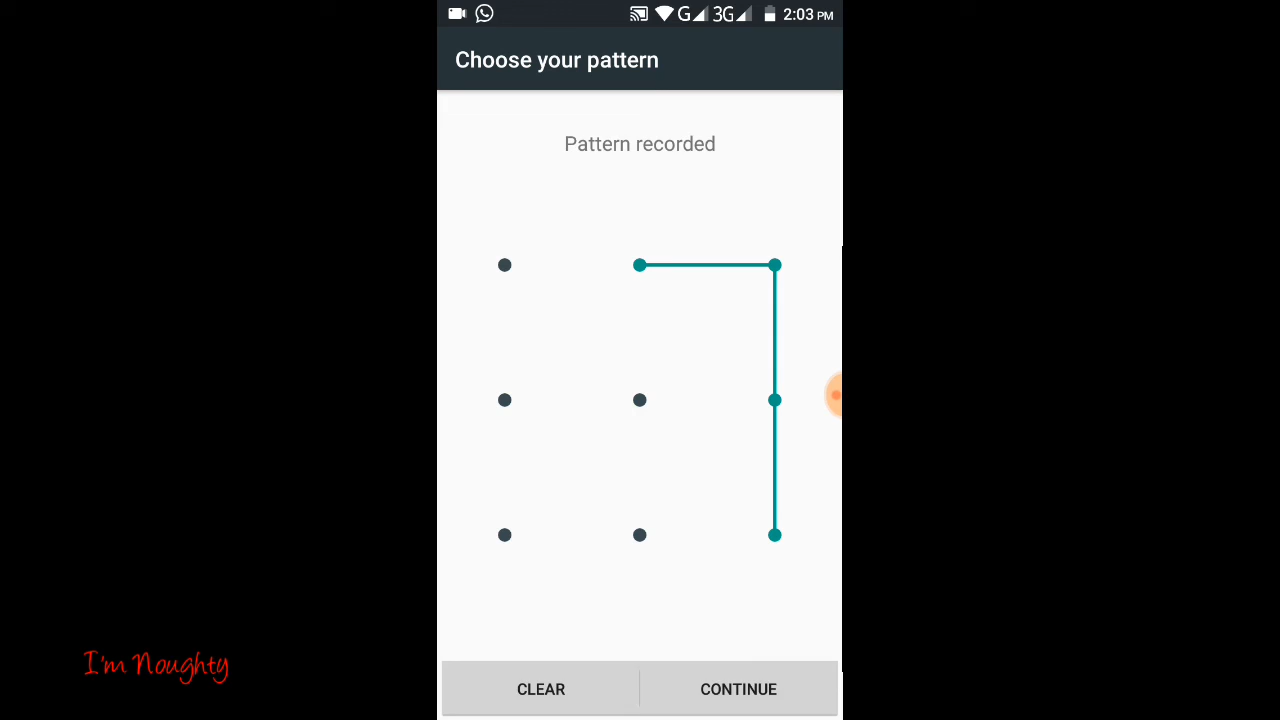 G 3G 2:03 PM
Choose your pattern
Pattern recorded
I'm Noughty
CLEAR CONTINUE